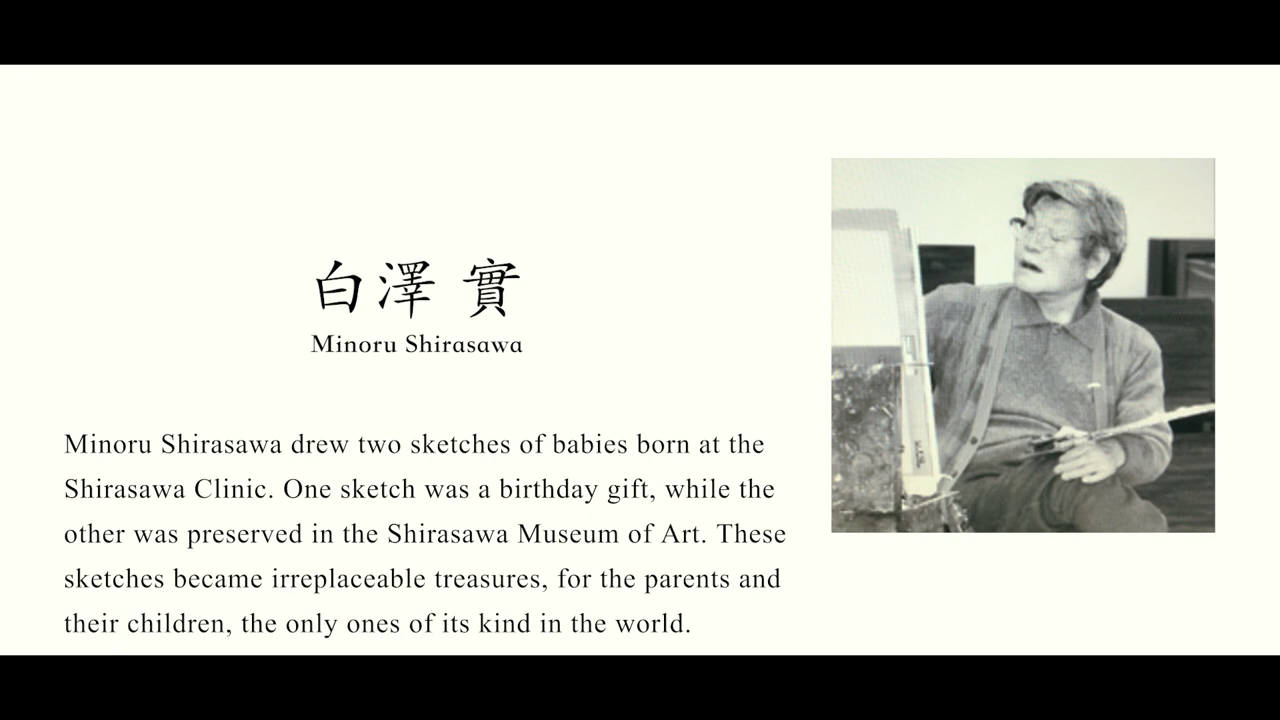 白澤 實
Minoru Shirasawa
Minoru Shirasawa drew two sketches of babies born at the
Shirasawa Clinic. One sketch was a birthday gift, while the
other was preserved in the Shirasawa Museum of Art. These
sketches became irreplaceable treasures, for the parents and
their children, the only ones of its kind in the world.